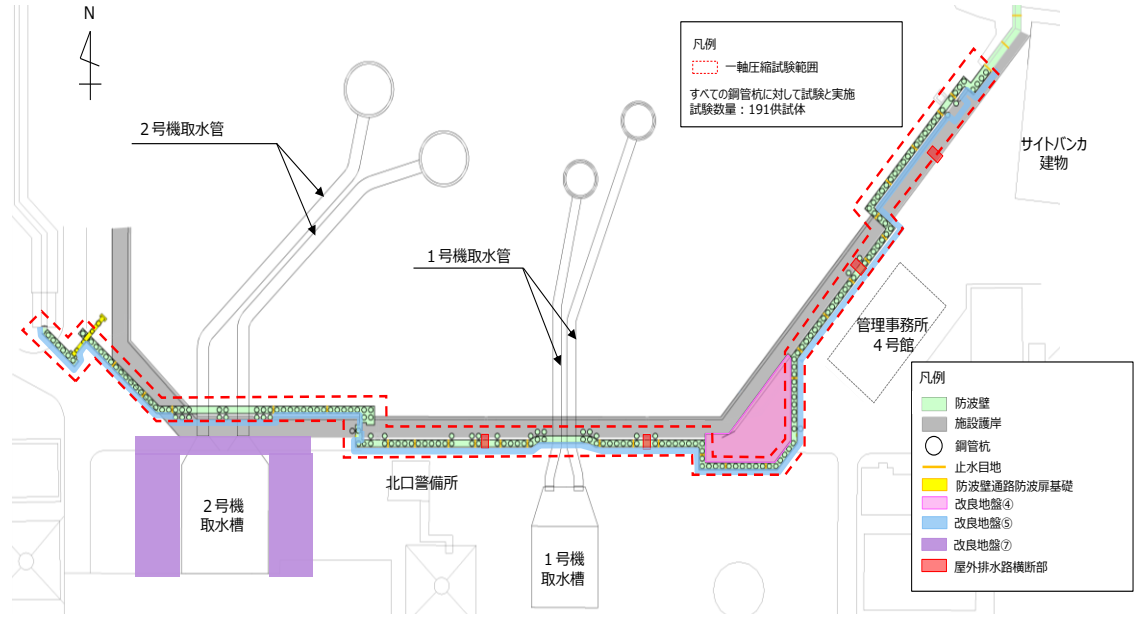 N
凡例
一軸圧縮試験範囲
すべての鋼管杭に対して試験と実施
試験数量：191供試体
2号機取水管
サイトバンカ
建物
1号機取水管
管理事務所
4号館
凡例
防波壁
施設護岸
鋼管杭
止水目地
防波壁通路防波扉基礎
改良地盤④
改良地盤⑤
改良地盤⑦
屋外排水路横断部
北口警備所
2号機
取水槽
1号機
取水槽